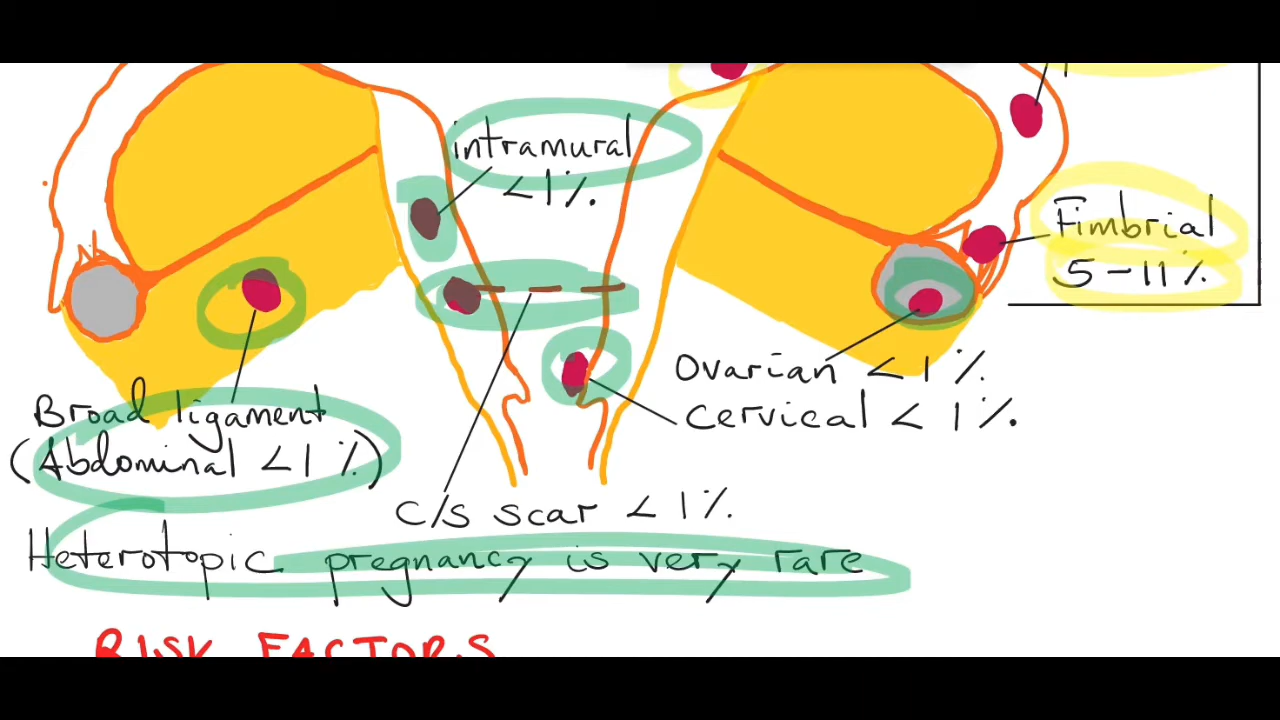 intramural
<1%
Fimbrial
5-11%
Ovarian <1%
Cervical <1%
Broad ligament
(Abdominal <1%)
C/S scar <1%
Heterotopic pregnancy is very rare
RISK FACTORS